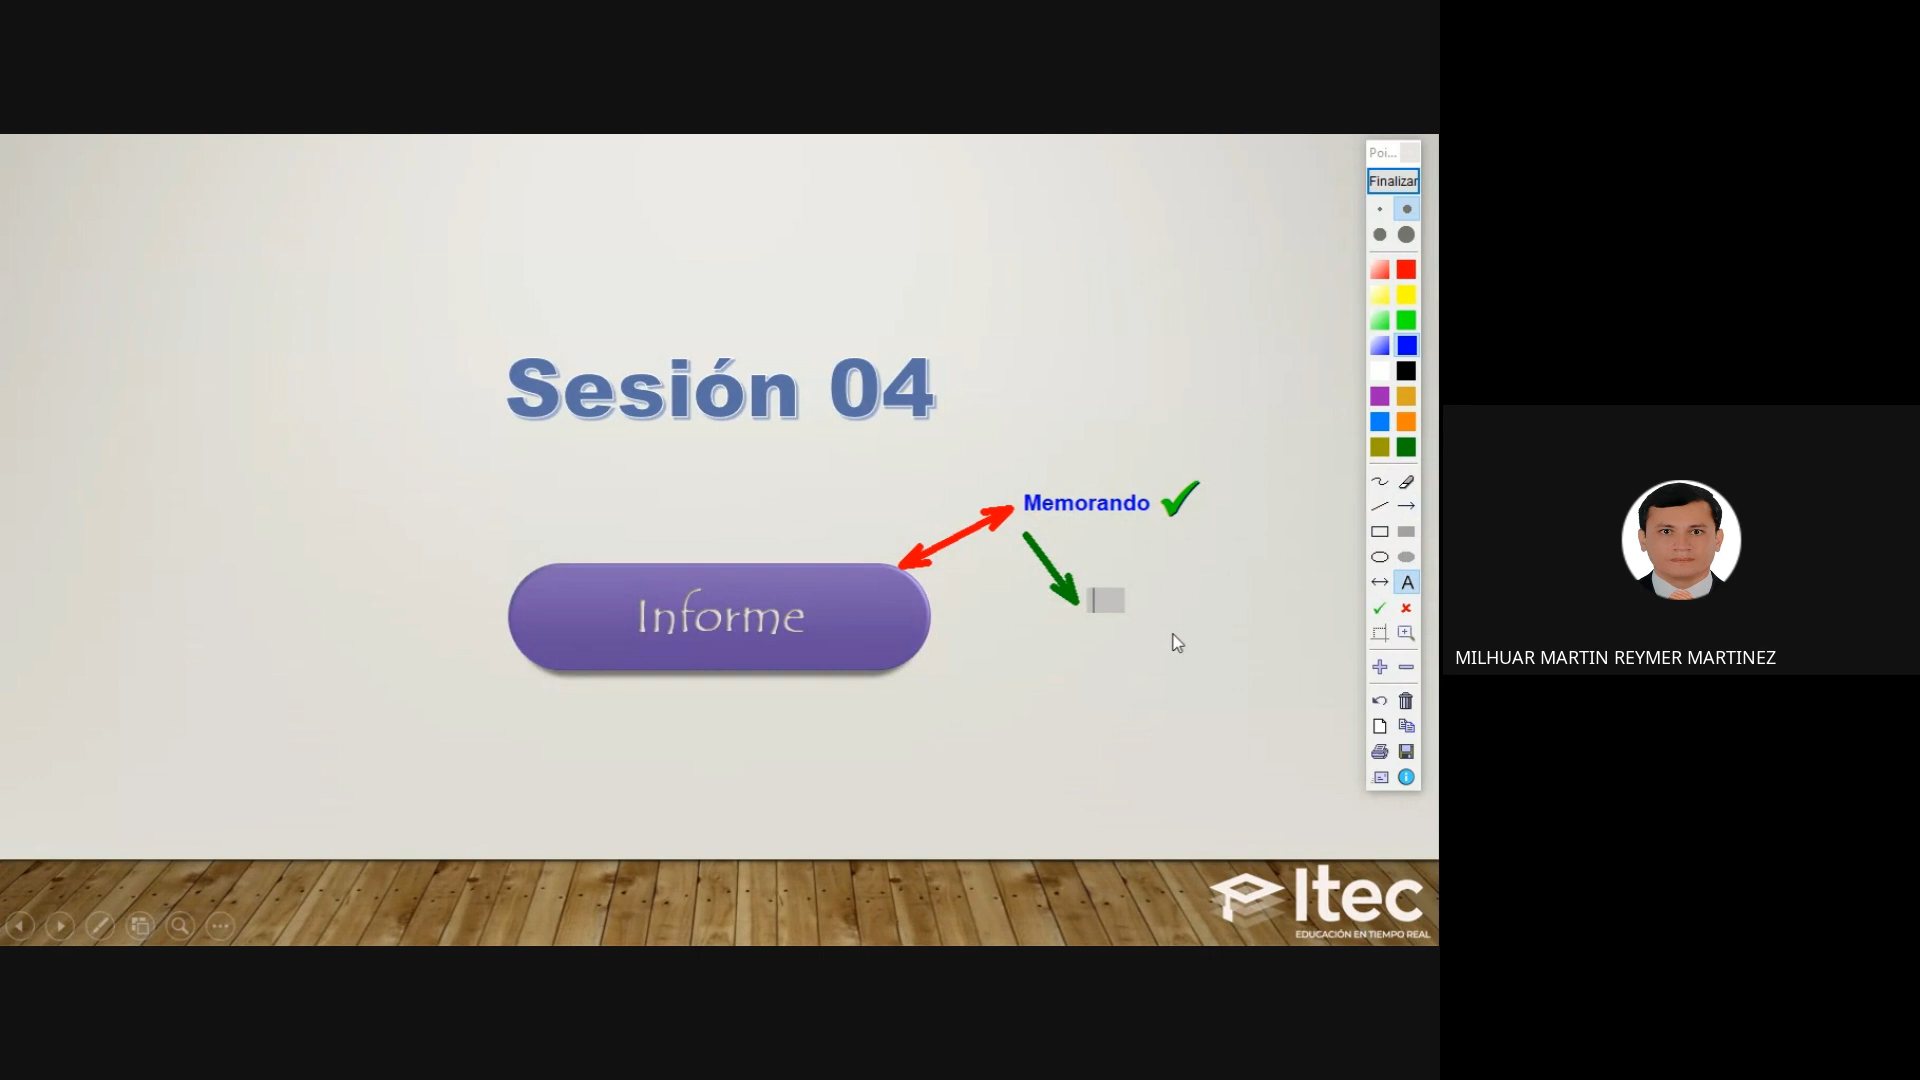 Poi...
Finalizar
Sesión 04
Memorando
Informe
A
MILHUAR MARTIN REYMER MARTINEZ
Itec
EDUCACIÓN EN TIEMPO REAL